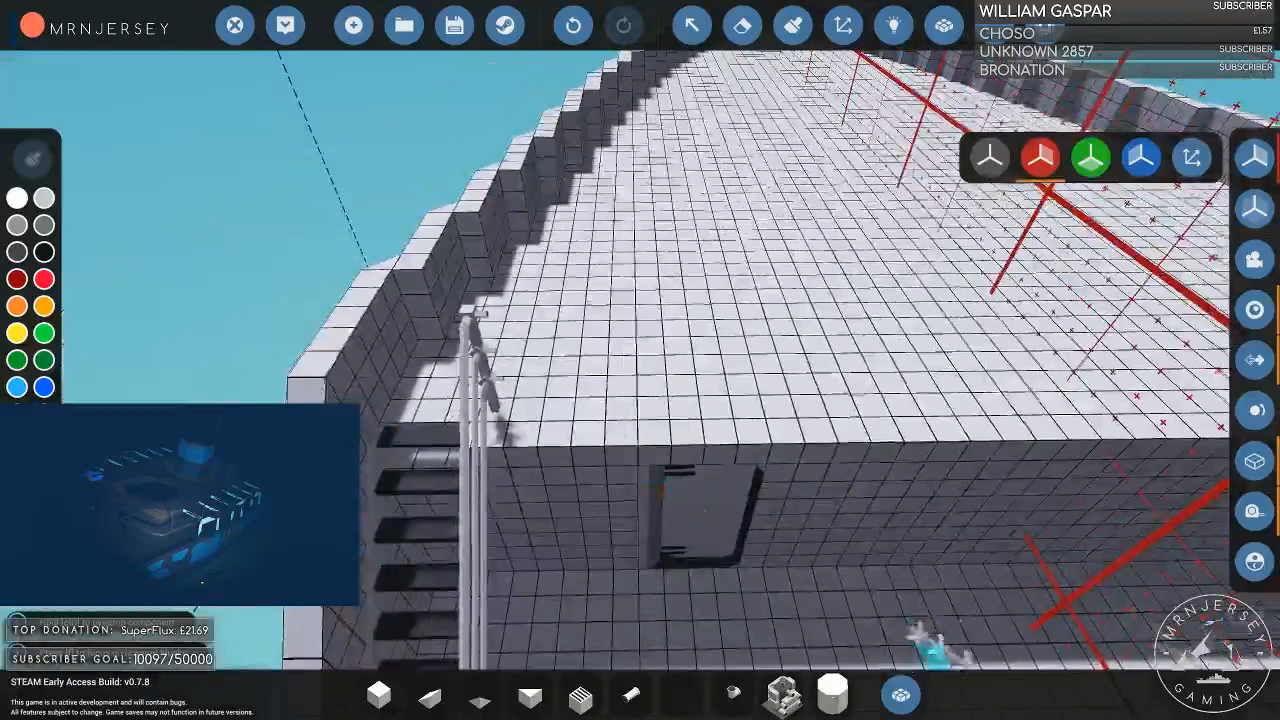 MRNJERSEY
WILLIAM GASPAR SUBSCRIBER
CHOSO £1.57
UNKNOWN 2857 SUBSCRIBER
BRONATION SUBSCRIBER
TOP DONATION: SuperFlux: £21.69
SUBSCRIBER GOAL: 10097/50000
STEAM Early Access Build: v0.7.8
This game is in active development and will contain bugs.
All features subject to change. Game saves may not function in future versions.
MRNJERSEY
GAMING